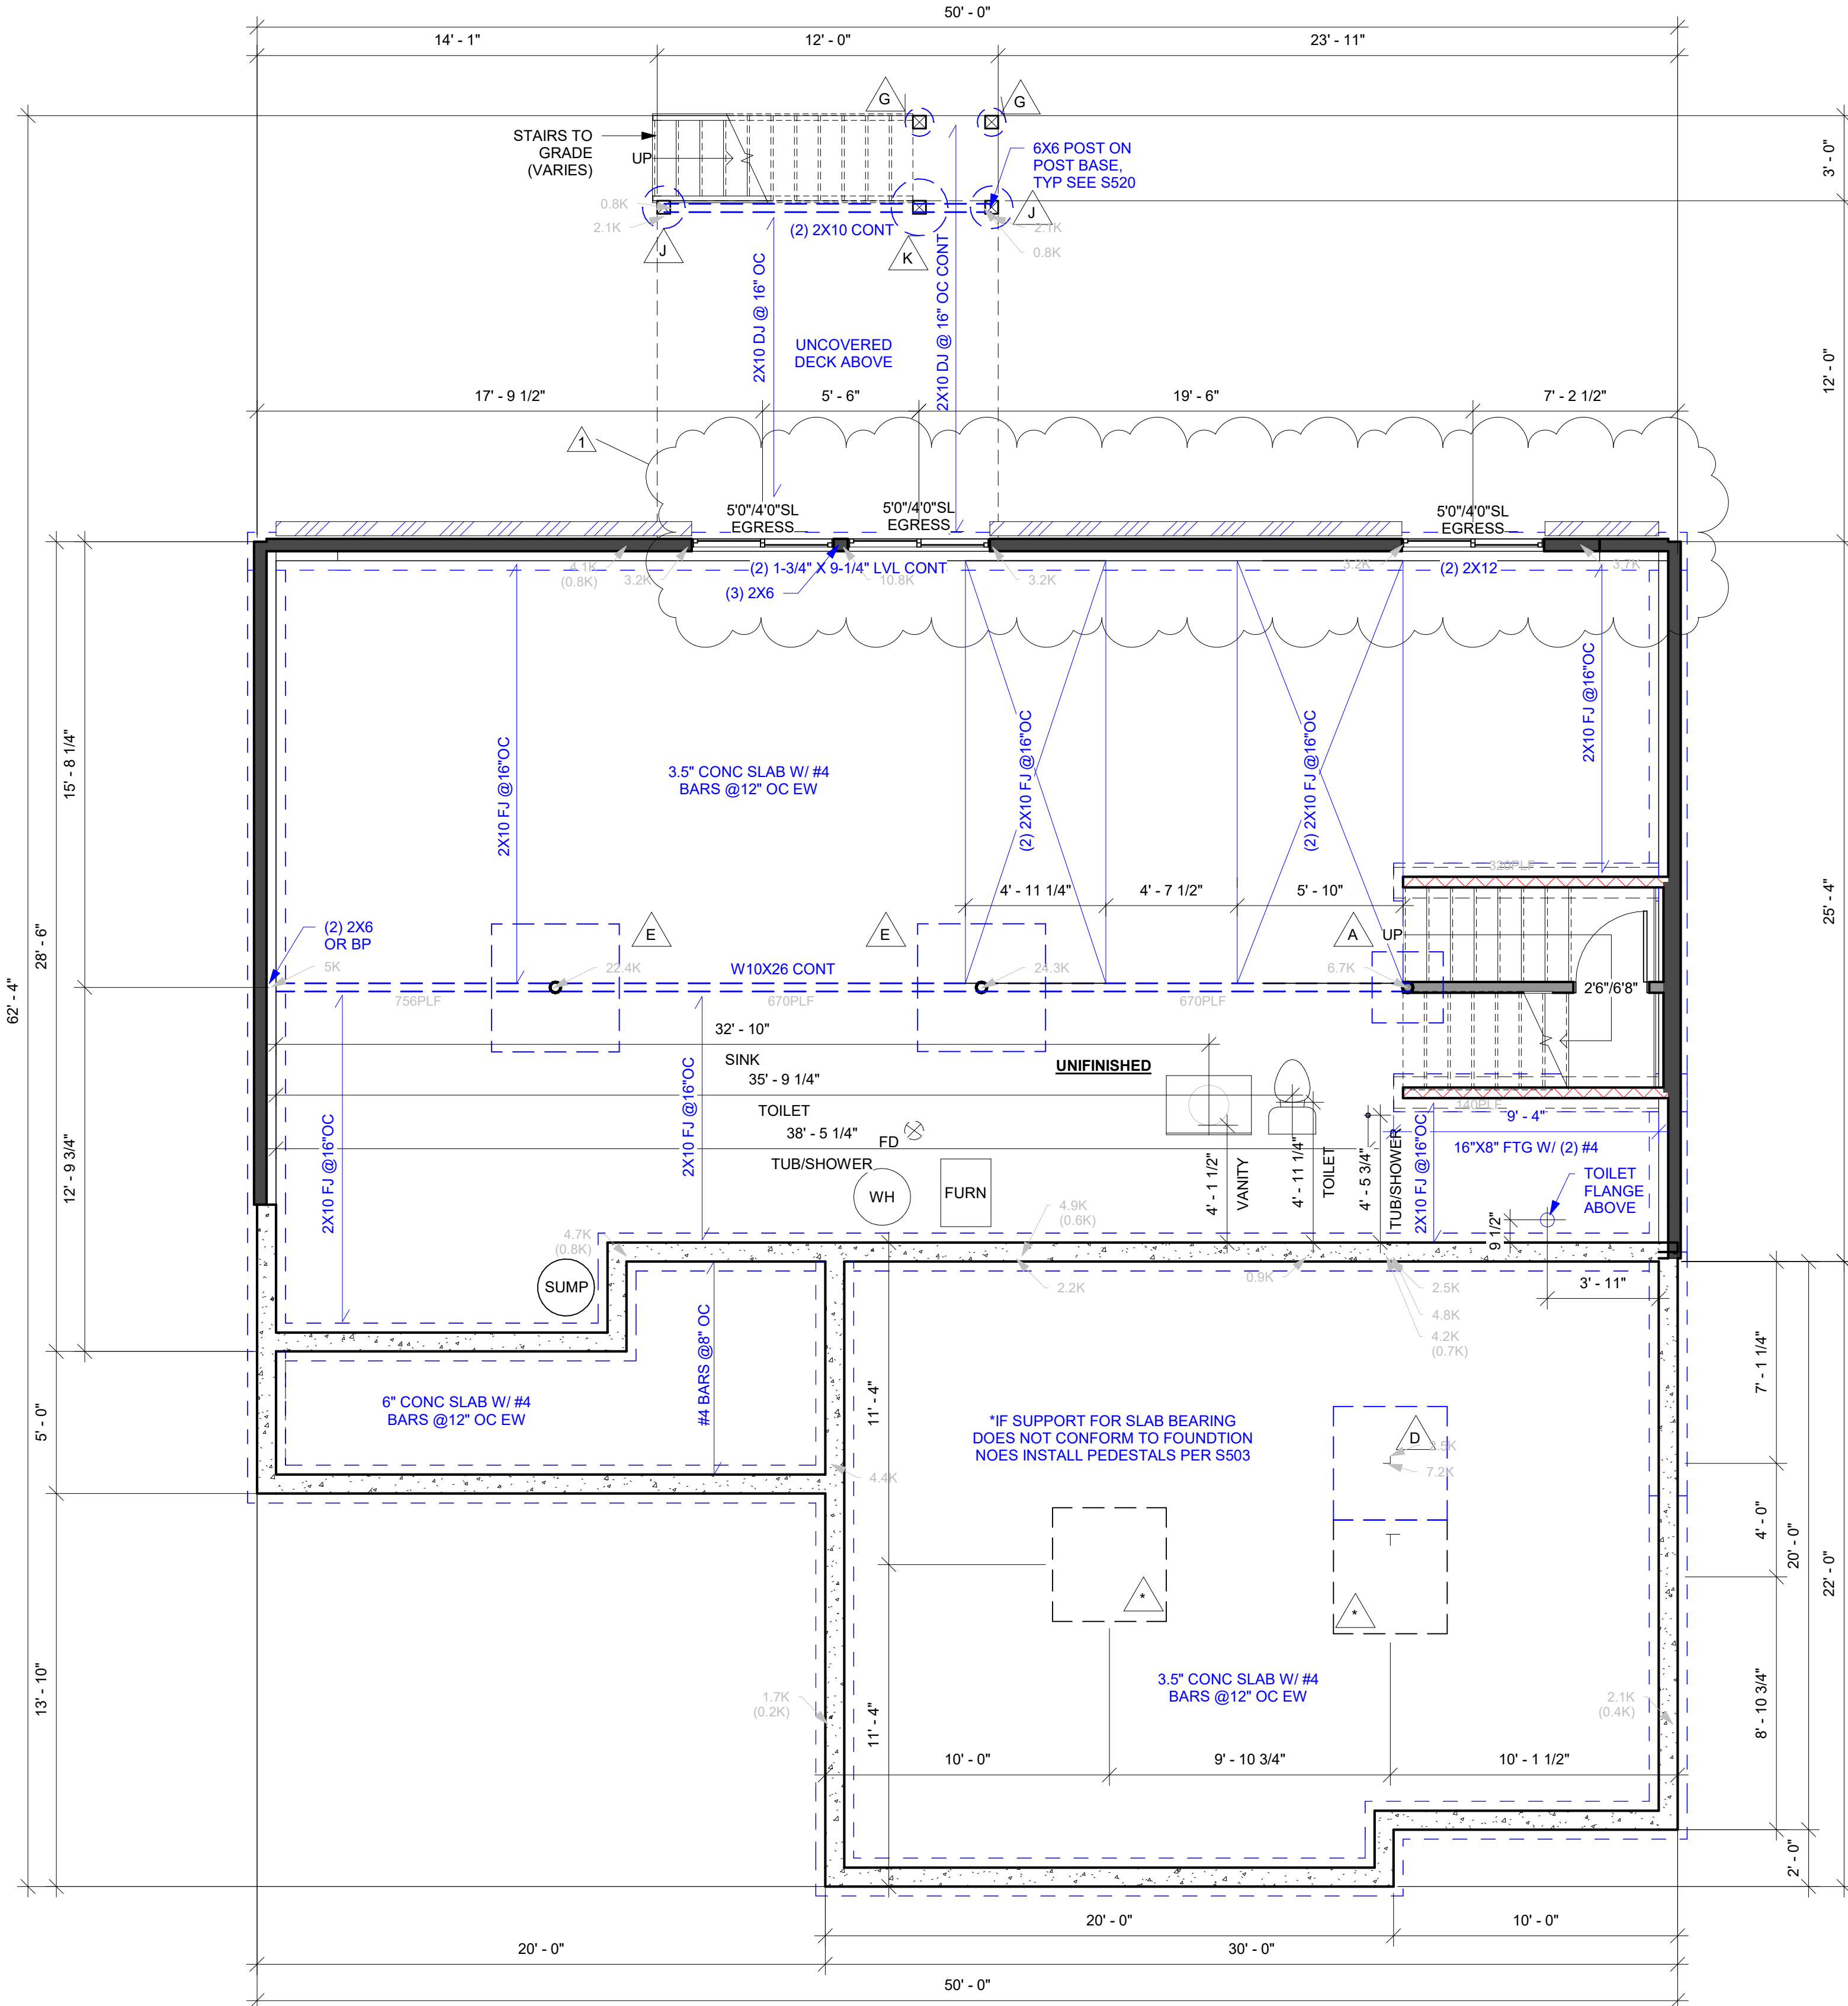 50' - 0"
14' - 1"
12' - 0"
23' - 11"
G
G
STAIRS TO
GRADE
(VARIES)
UP
6X6 POST ON
POST BASE,
TYP SEE S520
3' - 0"
0.8K
2.1K
J
(2) 2X10 CONT
K
J
2.1K
0.8K
2X10 DJ @ 16" OC
2X10 DJ @ 16" OC CONT
UNCOVERED
DECK ABOVE
12' - 0"
17' - 9 1/2"
5' - 6"
19' - 6"
7' - 2 1/2"
1
5'0"/4'0"SL
EGRESS
5'0"/4'0"SL
EGRESS
5'0"/4'0"SL
EGRESS
4.1K
(0.8K)
3.2K
(2) 1-3/4" X 9-1/4" LVL CONT
(3) 2X6
10.8K
3.2K
3.2K
(2) 2X12
3.7K
62' - 4"
28' - 6"
15' - 8 1/4"
2X10 FJ @16"OC
3.5" CONC SLAB W/ #4
BARS @12" OC EW
(2) 2X10 FJ @16"OC
(2) 2X10 FJ @16"OC
2X10 FJ @16"OC
25' - 4"
320PLF
4' - 11 1/4"
4' - 7 1/2"
5' - 10"
(2) 2X6
OR BP
5K
E
22.4K
E
W10X26 CONT
24.3K
A
UP
6.7K
2'6"/6'8"
756PLF
670PLF
670PLF
32' - 10"
SINK
35' - 9 1/4"
TOILET
38' - 5 1/4"
FD
TUB/SHOWER
UNIFINISHED
140PLF
9' - 4"
16"X8" FTG W/ (2) #4
TOILET
FLANGE
ABOVE
12' - 9 3/4"
2X10 FJ @16"OC
2X10 FJ @16"OC
WH
FURN
4' - 1 1/2"
VANITY
4' - 11 1/4"
TOILET
4' - 5 3/4"
TUB/SHOWER
2X10 FJ @16"OC
9 1/2"
4.7K
(0.8K)
4.9K
(0.6K)
SUMP
2.2K
0.9K
2.5K
4.8K
4.2K
(0.7K)
3' - 11"
7' - 1 1/4"
#4 BARS @8" OC
6" CONC SLAB W/ #4
BARS @12" OC EW
5' - 0"
11' - 4"
*IF SUPPORT FOR SLAB BEARING
DOES NOT CONFORM TO FOUNDTION
NOES INSTALL PEDESTALS PER S503
D
7.2K
4.4K
4' - 0"
20' - 0"
22' - 0"
*
*
13' - 10"
3.5" CONC SLAB W/ #4
BARS @12" OC EW
1.7K
(0.2K)
11' - 4"
2.1K
(0.4K)
8' - 10 3/4"
10' - 0"
9' - 10 3/4"
10' - 1 1/2"
2' - 0"
20' - 0"
10' - 0"
20' - 0"
30' - 0"
50' - 0"